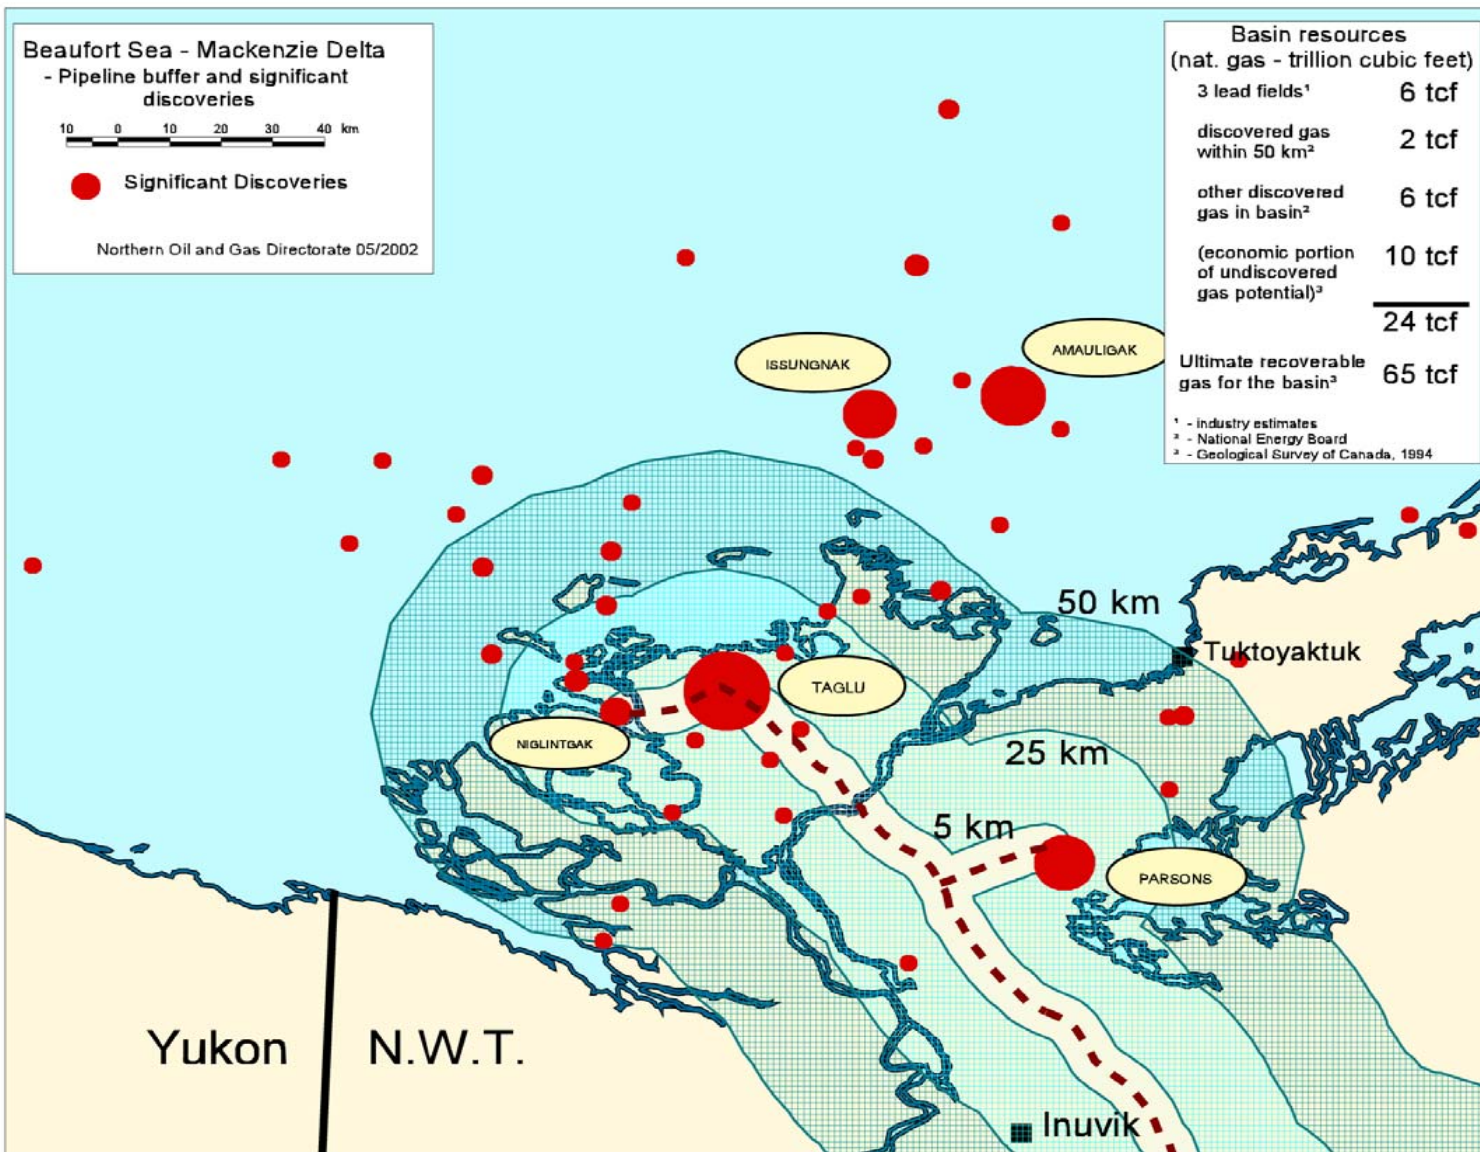 Beaufort Sea - Mackenzie Delta
- Pipeline buffer and significant
discoveries
10 0 10 20 30 40 km
Significant Discoveries
Northern Oil and Gas Directorate 05/2002
Basin resources
(nat. gas - trillion cubic feet)
3 lead fields¹ 6 tcf
discovered gas
within 50 km² 2 tcf
other discovered
gas in basin² 6 tcf
(economic portion
of undiscovered
gas potential)³ 10 tcf
24 tcf
Ultimate recoverable
gas for the basin³ 65 tcf
¹ - industry estimates
² - National Energy Board
³ - Geological Survey of Canada, 1994
AMAULIGAK
ISSUNGNAK
50 km
Tuktoyaktuk
TAGLU
NIGLINTGAK
25 km
5 km
PARSONS
Yukon
N.W.T.
Inuvik